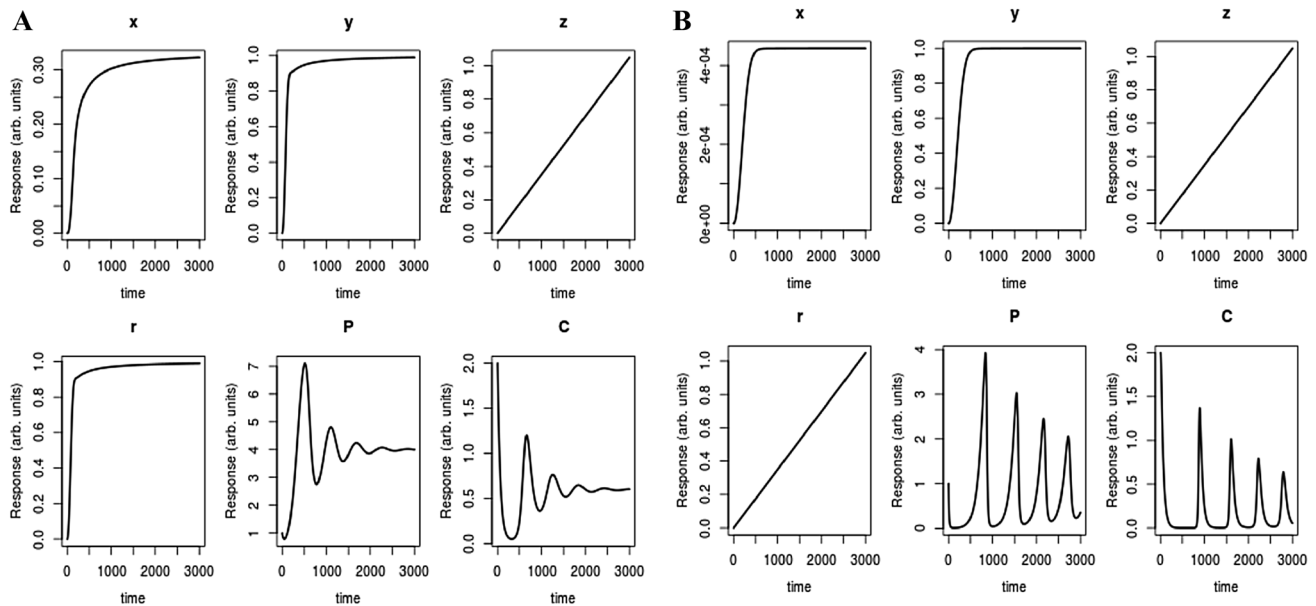 A
x
Response (arb. units)
0.00 0.10 0.20 0.30
0 1000 2000 3000
time
y
Response (arb. units)
0.0 0.2 0.4 0.6 0.8 1.0
0 1000 2000 3000
time
z
Response (arb. units)
0.0 0.2 0.4 0.6 0.8 1.0
0 1000 2000 3000
time
r
Response (arb. units)
0.0 0.2 0.4 0.6 0.8 1.0
0 1000 2000 3000
time
P
Response (arb. units)
1 2 3 4 5 6 7
0 1000 2000 3000
time
C
Response (arb. units)
0.0 0.5 1.0 1.5 2.0
0 1000 2000 3000
time
B
x
Response (arb. units)
0e+00 2e-04 4e-04
0 1000 2000 3000
time
y
Response (arb. units)
0.0 0.2 0.4 0.6 0.8 1.0
0 1000 2000 3000
time
z
Response (arb. units)
0.0 0.2 0.4 0.6 0.8 1.0
0 1000 2000 3000
time
r
Response (arb. units)
0.0 0.2 0.4 0.6 0.8 1.0
0 1000 2000 3000
time
P
Response (arb. units)
0 1 2 3 4
0 1000 2000 3000
time
C
Response (arb. units)
0.0 0.5 1.0 1.5 2.0
0 1000 2000 3000
time